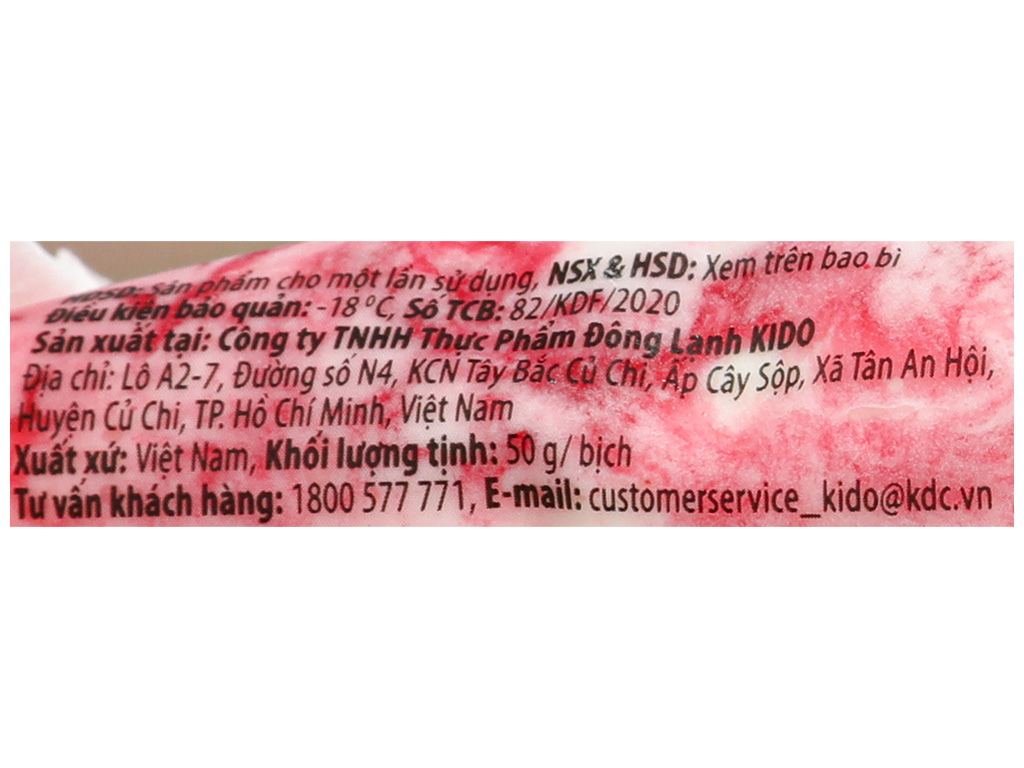 HDSD: Sản phẩm cho một lần sử dụng, NSX & HSD: Xem trên bao bì
Điều kiện bảo quản: -18 °C, Số TCB: 82/KDF/2020
Sản xuất tại: Công ty TNHH Thực Phẩm Đông Lạnh KIDO
Địa chỉ: Lô A2-7, Đường số N4, KCN Tây Bắc Củ Chi, Ấp Cây Sộp, Xã Tân An Hội,
Huyện Củ Chi, TP. Hồ Chí Minh, Việt Nam
Xuất xứ: Việt Nam, Khối lượng tịnh: 50 g/ bịch
Tư vấn khách hàng: 1800 577 771, E-mail: customerservice_kido@kdc.vn